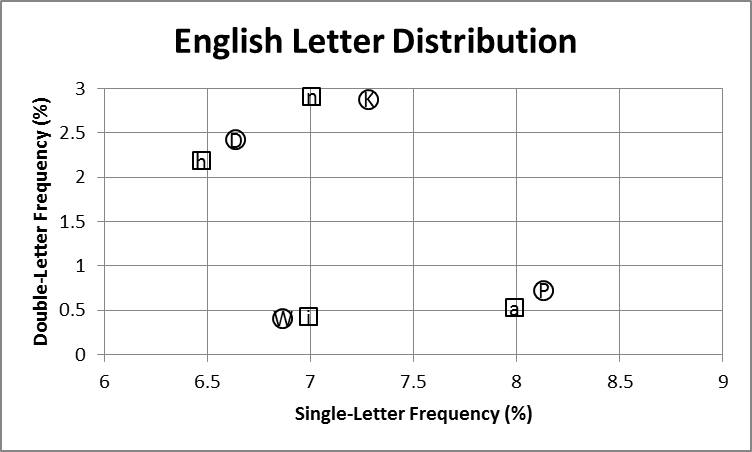 English Letter Distribution
Double-Letter Frequency (%)
3
2.5
2
1.5
1
0.5
0
n K
D
h
P
a
W i
6 6.5 7 7.5 8 8.5 9
Single-Letter Frequency (%)